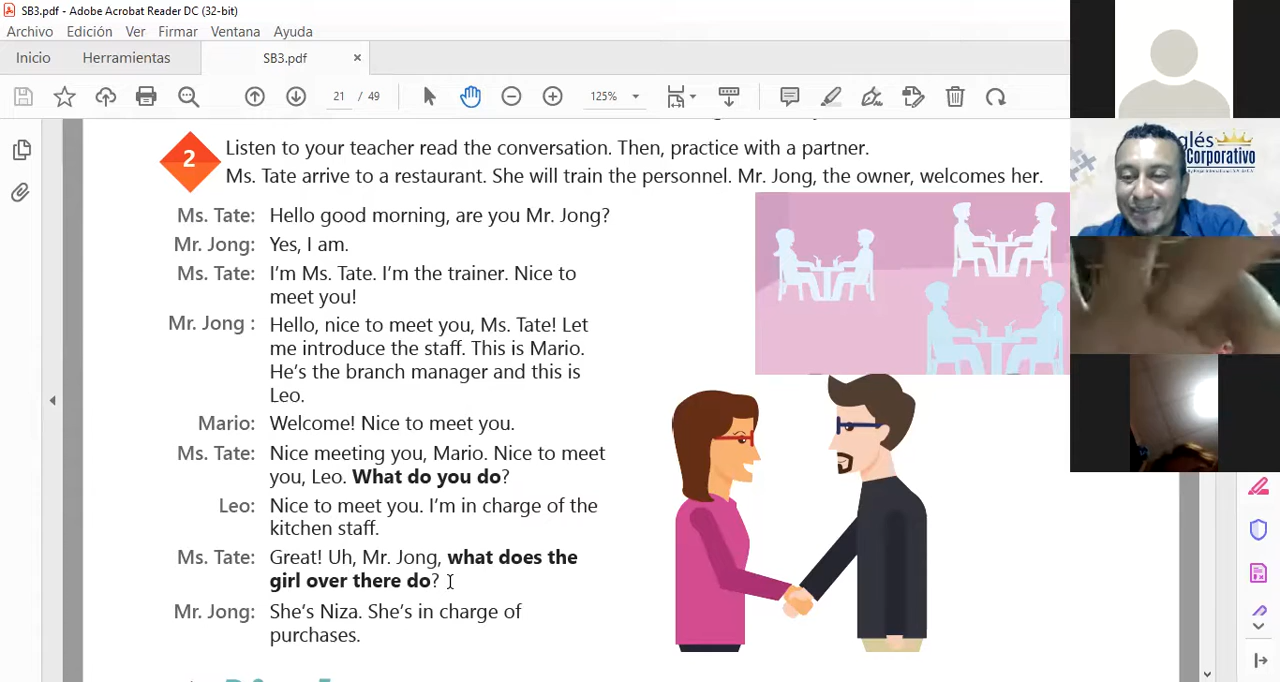 SB3.pdf - Adobe Acrobat Reader DC (32-bit)
Archivo Edición Ver Firmar Ventana Ayuda
Inicio Herramientas SB3.pdf ×
21 / 49 125%
2
Listen to your teacher read the conversation. Then, practice with a partner.
Ms. Tate arrive to a restaurant. She will train the personnel. Mr. Jong, the owner, welcomes her.
Ms. Tate: Hello good morning, are you Mr. Jong?
Mr. Jong: Yes, I am.
Ms. Tate: I'm Ms. Tate. I'm the trainer. Nice to
meet you!
Mr. Jong : Hello, nice to meet you, Ms. Tate! Let
me introduce the staff. This is Mario.
He's the branch manager and this is
Leo.
Mario: Welcome! Nice to meet you.
Ms. Tate: Nice meeting you, Mario. Nice to meet
you, Leo. What do you do?
Leo: Nice to meet you. I'm in charge of the
kitchen staff.
Ms. Tate: Great! Uh, Mr. Jong, what does the
girl over there do?
Mr. Jong: She's Niza. She's in charge of
purchases.
glés
Corporativo